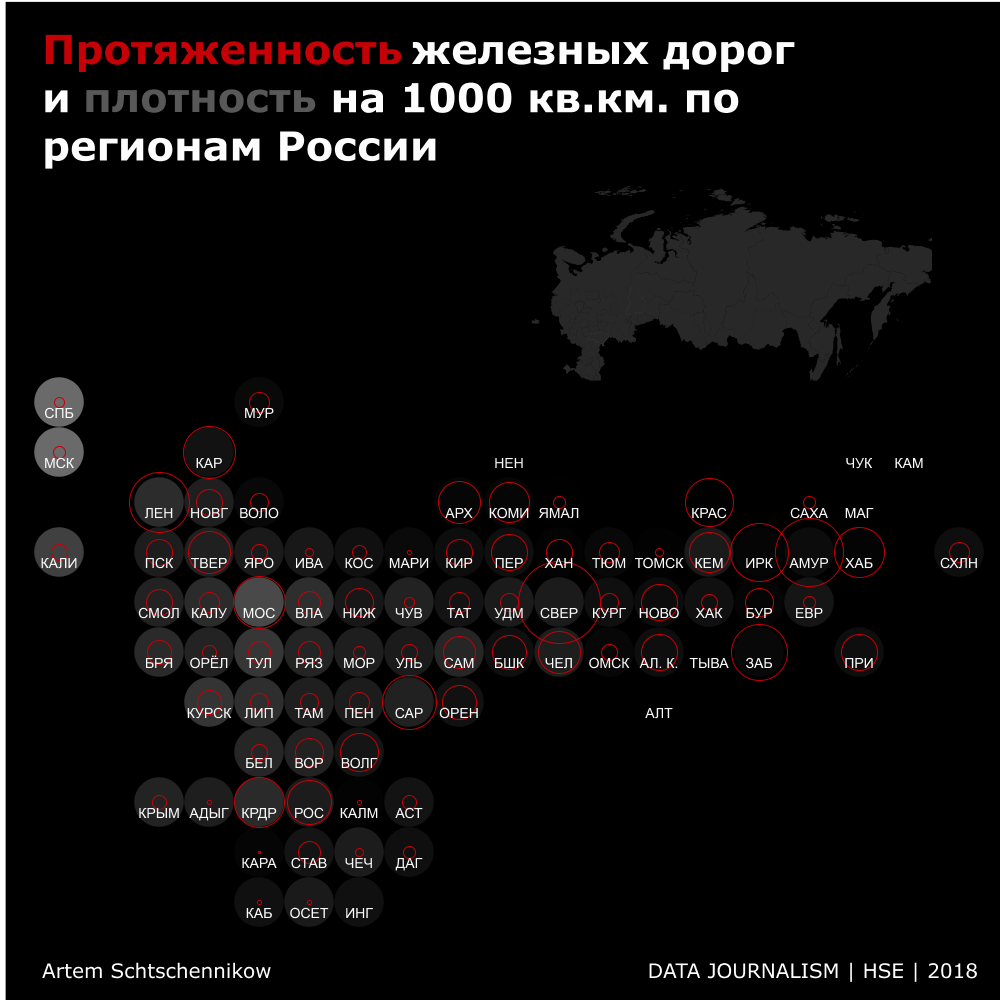 Протяженность железных дорог
и плотность на 1000 кв.км. по
регионам России
СПБ МУР
МСК КАР НЕН ЧУК КАМ
ЛЕН НОВГ ВОЛО АРХ КОМИ ЯМАЛ КРАС САХА МАГ
КАЛИ ПСК ТВЕР ЯРО ИВА КОС МАРИ КИР ПЕР ХАН ТЮМ ТОМСК КЕМ ИРК АМУР ХАБ СХЛН
СМОЛ КАЛУ МОС ВЛА НИЖ ЧУВ ТАТ УДМ СВЕР КУРГ НОВО ХАК БУР ЕВР
БРЯ ОРЁЛ ТУЛ РЯЗ МОР УЛЬ САМ БШК ЧЕЛ ОМСК АЛ. К. ТЫВА ЗАБ ПРИ
КУРСК ЛИП ТАМ ПЕН САР ОРЕН АЛТ
БЕЛ ВОР ВОЛГ
КРЫМ АДЫГ КРДР РОС КАЛМ АСТ
КАРА СТАВ ЧЕЧ ДАГ
КАБ ОСЕТ ИНГ
Artem Schtschennikow DATA JOURNALISM | HSE | 2018